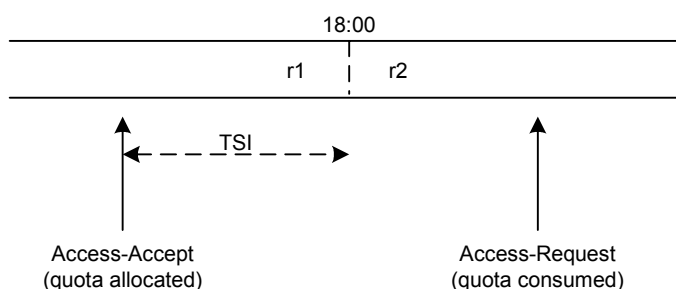 18:00
r1
r2
TSI
Access-Accept
(quota allocated)
Access-Request
(quota consumed)